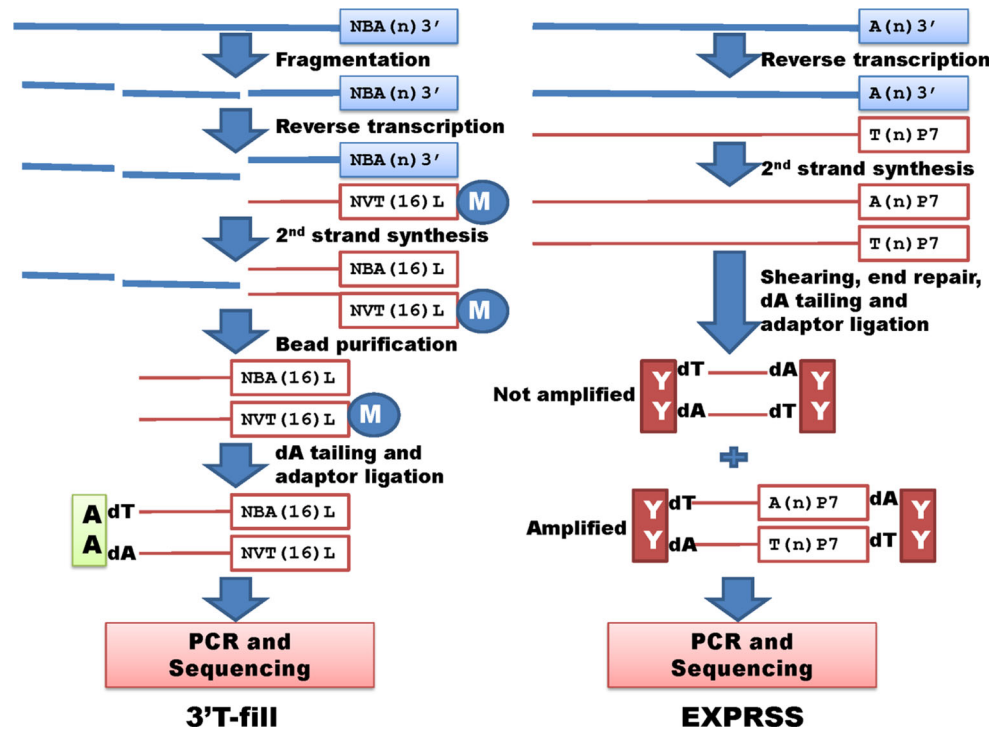 NBA(n)3′
Fragmentation
NBA(n)3′
Reverse transcription
NBA(n)3′
NVT(16)L
M
2nd strand synthesis
NBA(16)L
NVT(16)L
M
Bead purification
NBA(16)L
NVT(16)L
M
dA tailing and
adaptor ligation
A
A
dT
dA
NBA(16)L
NVT(16)L
PCR and
Sequencing
3’T-fill
A(n)3′
Reverse transcription
A(n)3′
T(n)P7
2nd strand synthesis
A(n)P7
T(n)P7
Shearing, end repair,
dA tailing and
adaptor ligation
Not amplified
Y
Y
dT
dA
dA
dT
Y
Y
Amplified
Y
Y
dT
dA
A(n)P7
T(n)P7
dA
dT
Y
Y
PCR and
Sequencing
EXPRSS